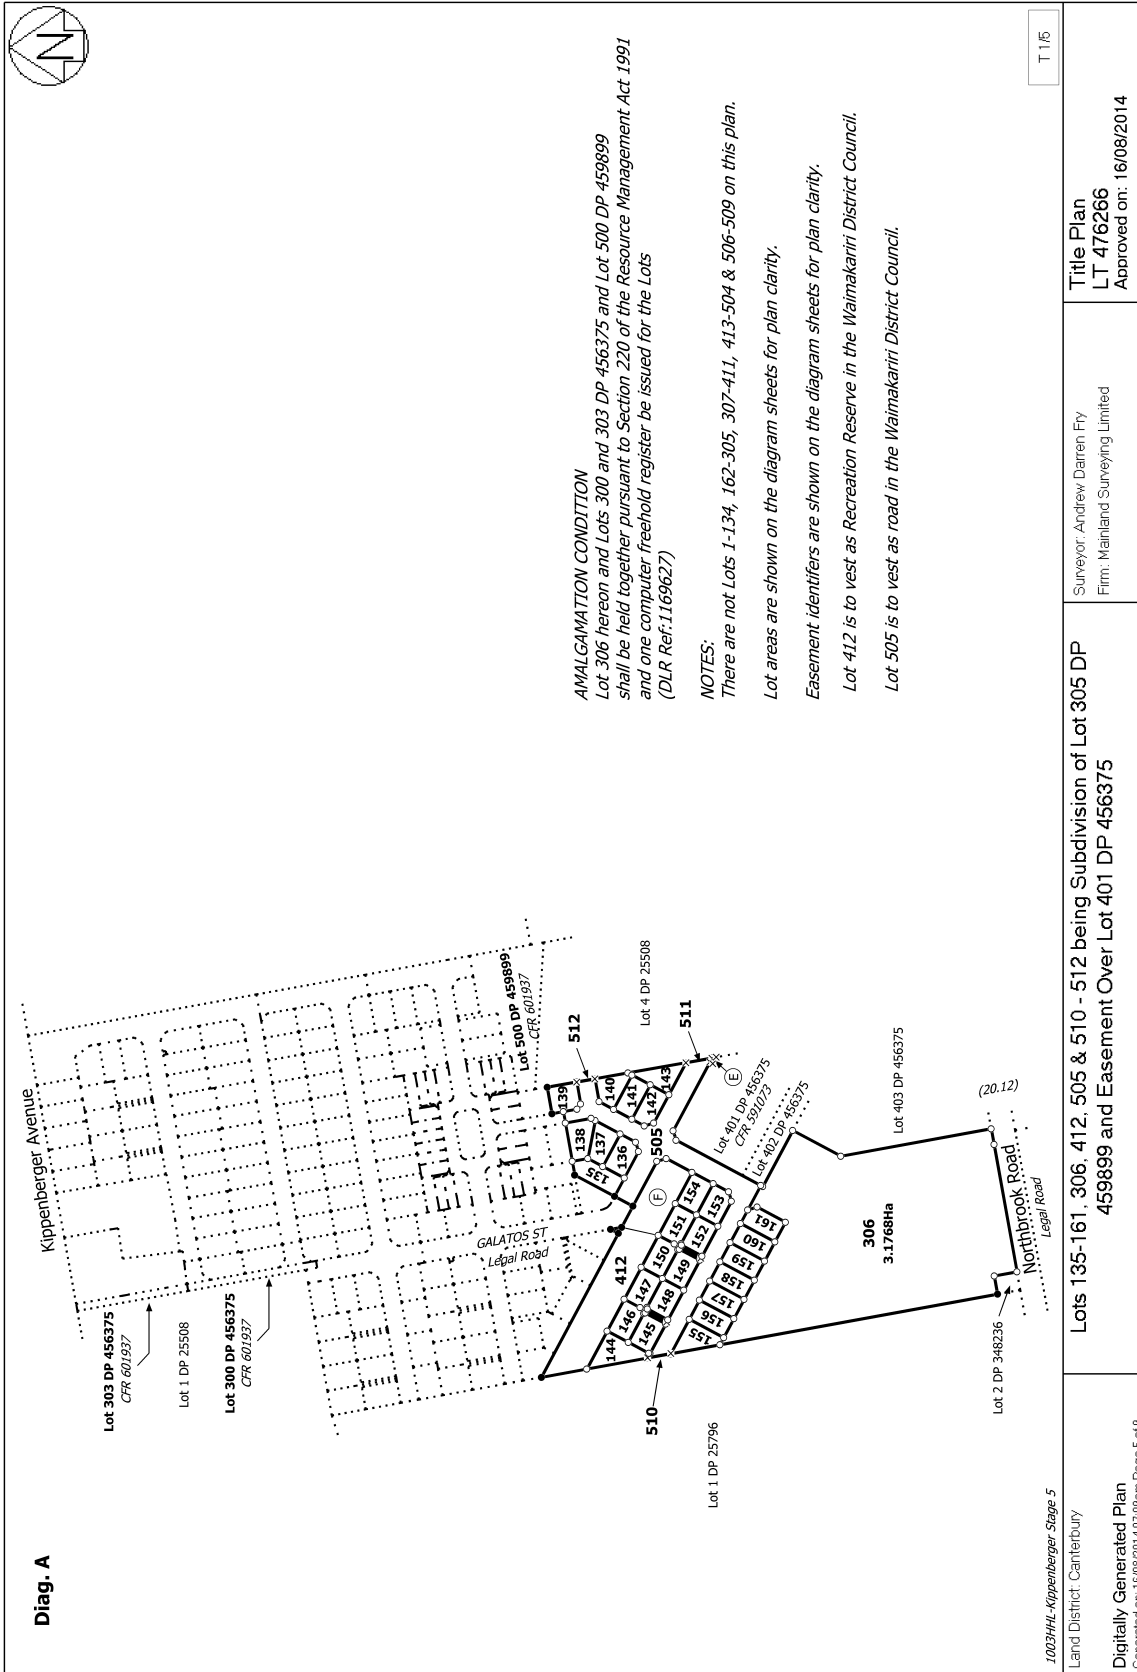 Diag. A
N
Kippenberger Avenue
Lot 303 DP 456375
CFR 601937
Lot 1 DP 25508
Lot 300 DP 456375
CFR 601937
Lot 500 DP 459899
CFR 601937
GALATOS ST
Legal Road
512
Lot 4 DP 25508
511
E
F
139
138
137
136
135
140
141
142
143
505
412
144
145
146
147
148
149
150
151
152
153
154
155
156
157
158
159
160
161
510
Lot 1 DP 25796
Lot 401 DP 456375
CFR 591073
Lot 402 DP 456375
Lot 403 DP 456375
306
3.1768Ha
(20.12)
Northbrook Road
Legal Road
Lot 2 DP 348236
AMALGAMATION CONDITION
Lot 306 hereon and Lots 300 and 303 DP 456375 and Lot 500 DP 459899
shall be held together pursuant to Section 220 of the Resource Management Act 1991
and one computer freehold register be issued for the Lots
(DLR Ref:1169627)
NOTES:
There are not Lots 1-134, 162-305, 307-411, 413-504 & 506-509 on this plan.
Lot areas are shown on the diagram sheets for plan clarity.
Easement identifers are shown on the diagram sheets for plan clarity.
Lot 412 is to vest as Recreation Reserve in the Waimakariri District Council.
Lot 505 is to vest as road in the Waimakariri District Council.
T 1/5
1003HHL-Kippenberger Stage 5
Land District: Canterbury
Digitally Generated Plan
Generated on: 16/08/2014 07:09am Page 5 of 9
Lots 135-161, 306, 412, 505 & 510 - 512 being Subdivision of Lot 305 DP
459899 and Easement Over Lot 401 DP 456375
Surveyor: Andrew Darren Fry
Firm: Mainland Surveying Limited
Title Plan
LT 476266
Approved on: 16/08/2014